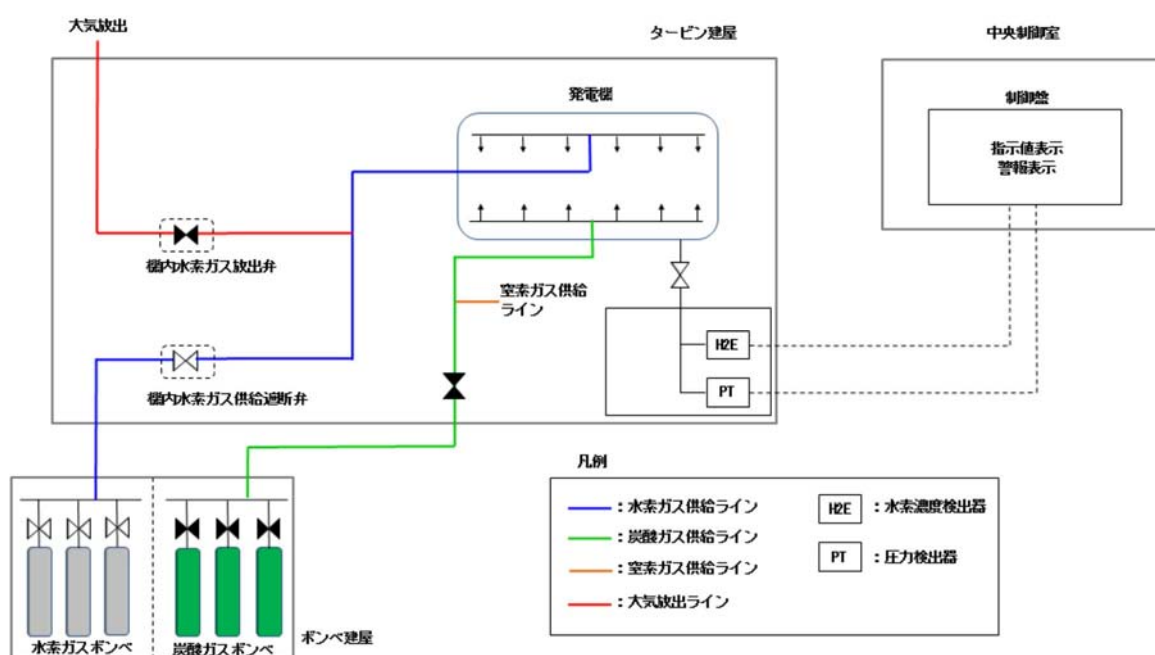 大気放出
タービン建屋
中央制御室
発電機
制御盤
指示値表示
警報表示
機内水素ガス放出弁
窒素ガス供給
ライン
H2E
機内水素ガス供給遮断弁
PT
凡例
:水素ガス供給ライン
H2E
:水素濃度検出器
:炭酸ガス供給ライン
PT
:圧力検出器
:窒素ガス供給ライン
:大気放出ライン
水素ガスボンベ
炭酸ガスボンベ
ボンベ建屋